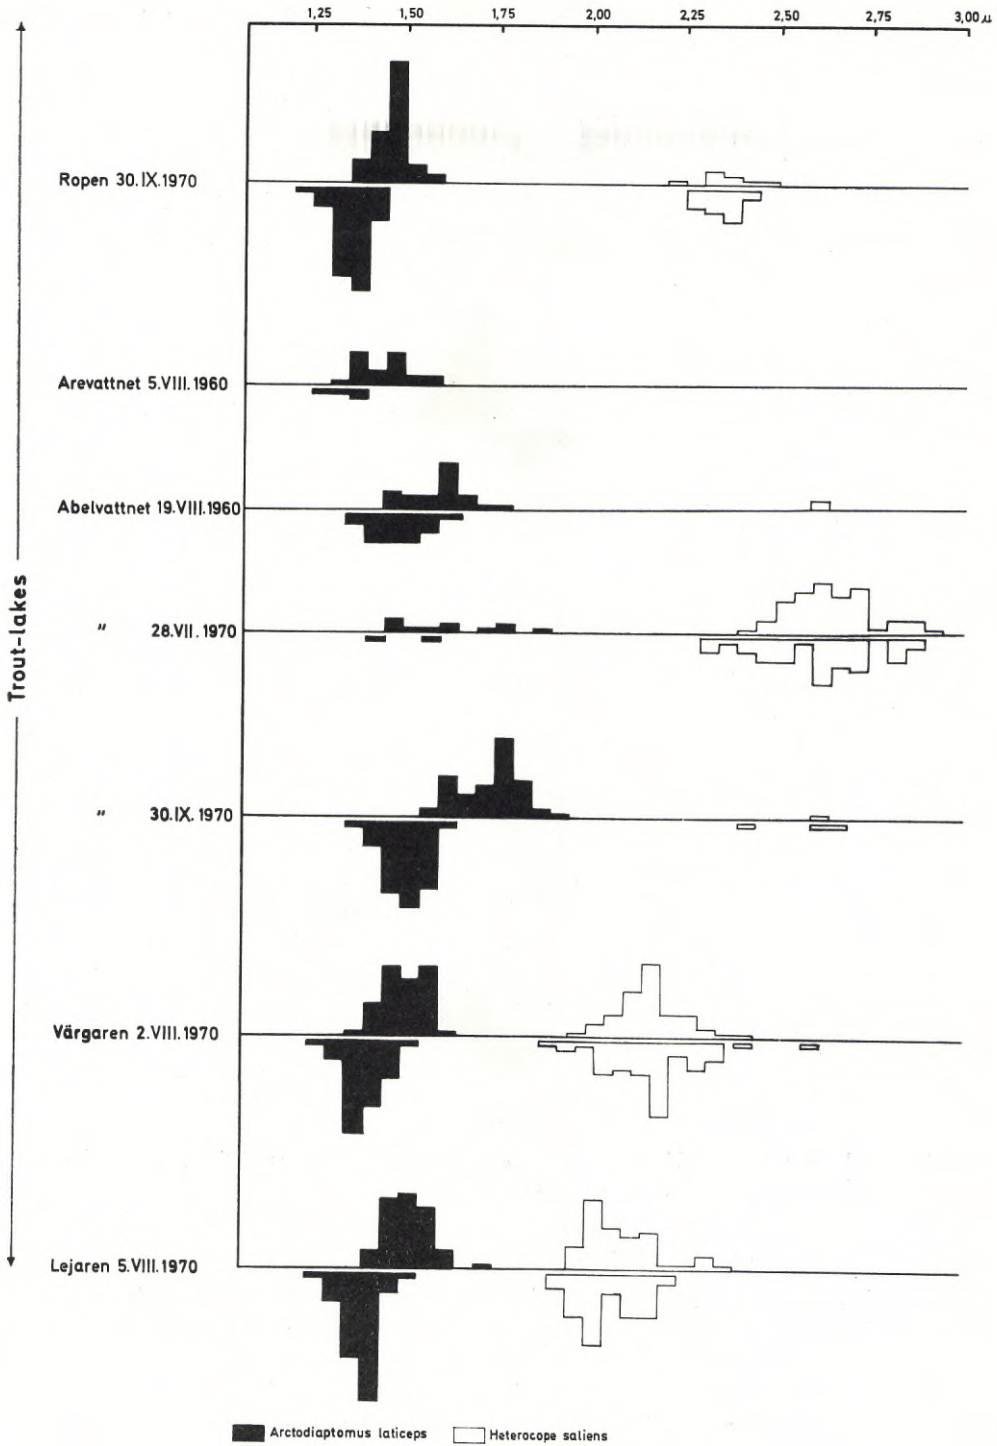 1,25 1,50 1,75 2,00 2,25 2,50 2,75 3,00 μ
Trout-lakes
Ropen 30.IX.1970
Arevattnet 5.VIII.1960
Abelvattnet 19.VIII.1960
" 28.VII.1970
" 30.IX.1970
Värgaren 2.VIII.1970
Lejaren 5.VIII.1970
Arctodiaptomus laticeps Heterocope saliens